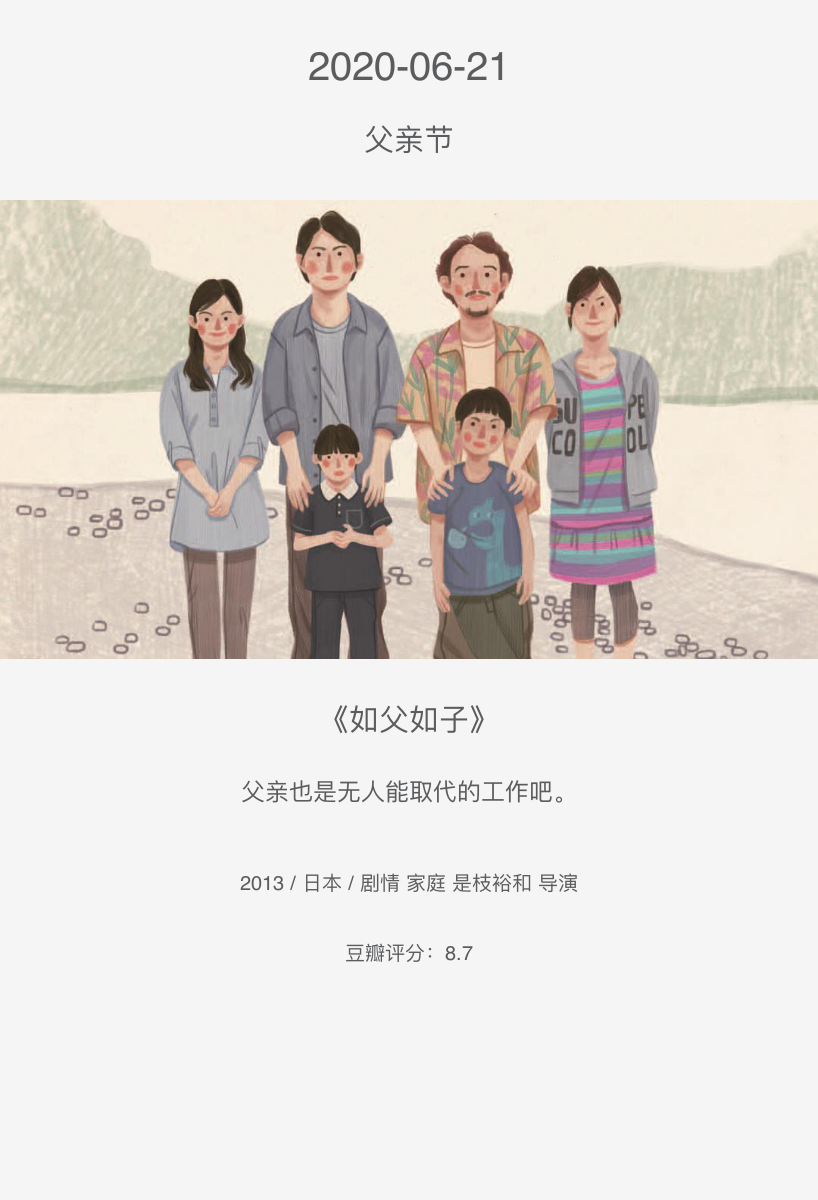 2020-06-21
父亲节
SU PE
CO OL
《如父如子》
父亲也是无人能取代的工作吧。
2013 / 日本 / 剧情 家庭 是枝裕和 导演
豆瓣评分：8.7